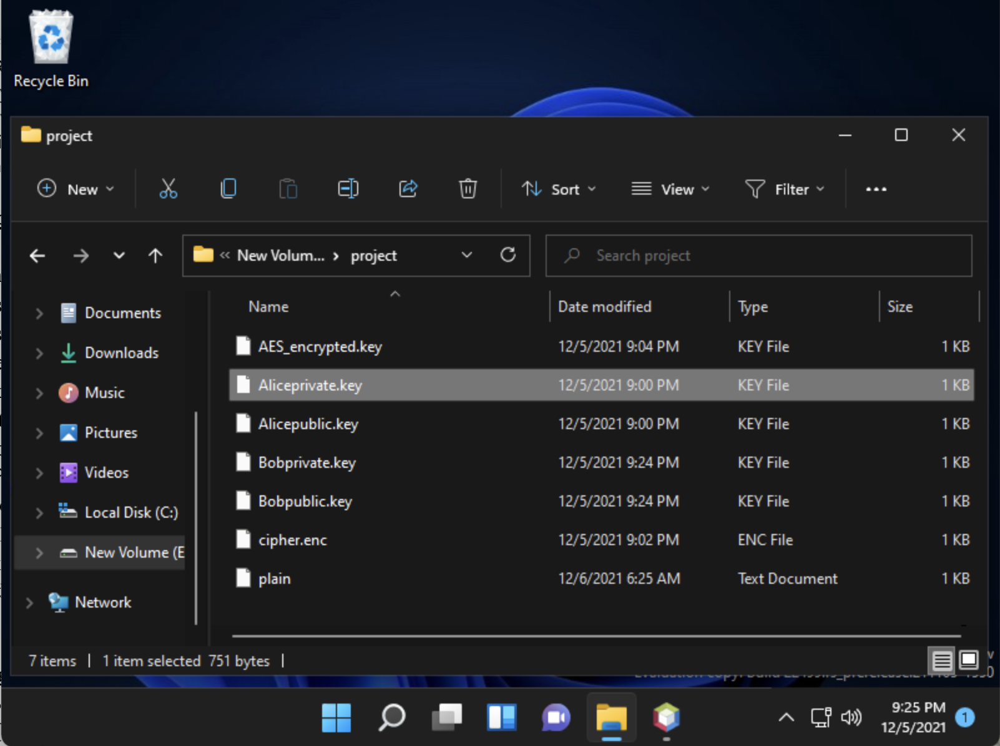 Recycle Bin
project
New
Sort
View
Filter
« New Volum... › project
Search project
Name Date modified Type Size
Documents
Downloads
Music
Pictures
Videos
Local Disk (C:)
New Volume (E
Network
AES_encrypted.key 12/5/2021 9:04 PM KEY File 1 KB
Aliceprivate.key 12/5/2021 9:00 PM KEY File 1 KB
Alicepublic.key 12/5/2021 9:00 PM KEY File 1 KB
Bobprivate.key 12/5/2021 9:24 PM KEY File 1 KB
Bobpublic.key 12/5/2021 9:24 PM KEY File 1 KB
cipher.enc 12/5/2021 9:02 PM ENC File 1 KB
plain 12/6/2021 6:25 AM Text Document 1 KB
7 items | 1 item selected 751 bytes |
Evaluation copy. Build
9:25 PM
12/5/2021
1